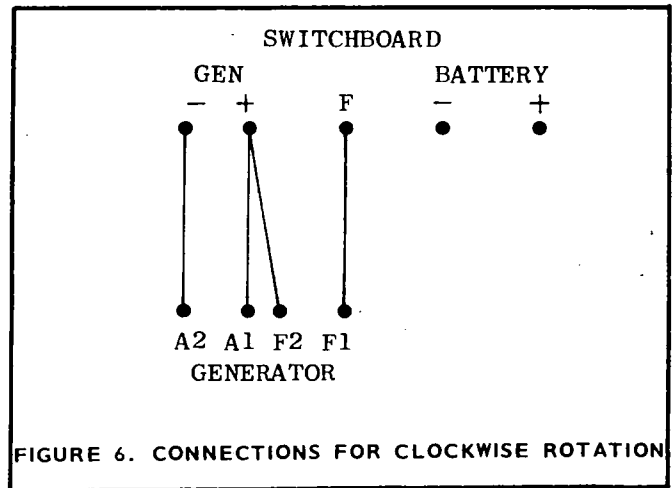 SWITCHBOARD
GEN BATTERY
- + F - +
A2 A1 F2 F1
GENERATOR
FIGURE 6. CONNECTIONS FOR CLOCKWISE ROTATION